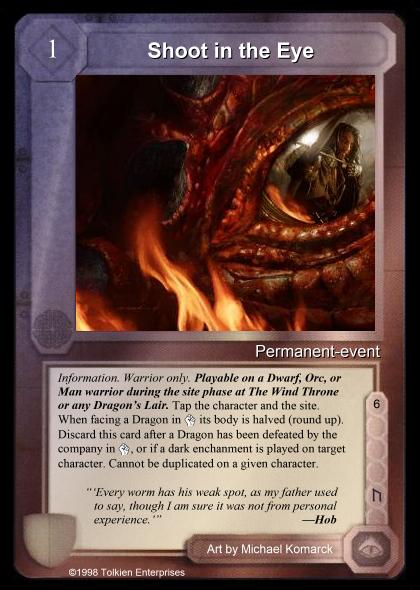 1
Shoot in the Eye
Permanent-event
Information. Warrior only. Playable on a Dwarf, Orc, or
Man warrior during the site phase at The Wind Throne
or any Dragon's Lair. Tap the character and the site.
When facing a Dragon in its body is halved (round up).
Discard this card after a Dragon has been defeated by the
company in , or if a dark enchanment is played on target
character. Cannot be duplicated on a given character.
6
"'Every worm has his weak spot, as my father used
to say, though I am sure it was not from personal
experience.'"
—Hob
Art by Michael Komarck
©1998 Tolkien Enterprises